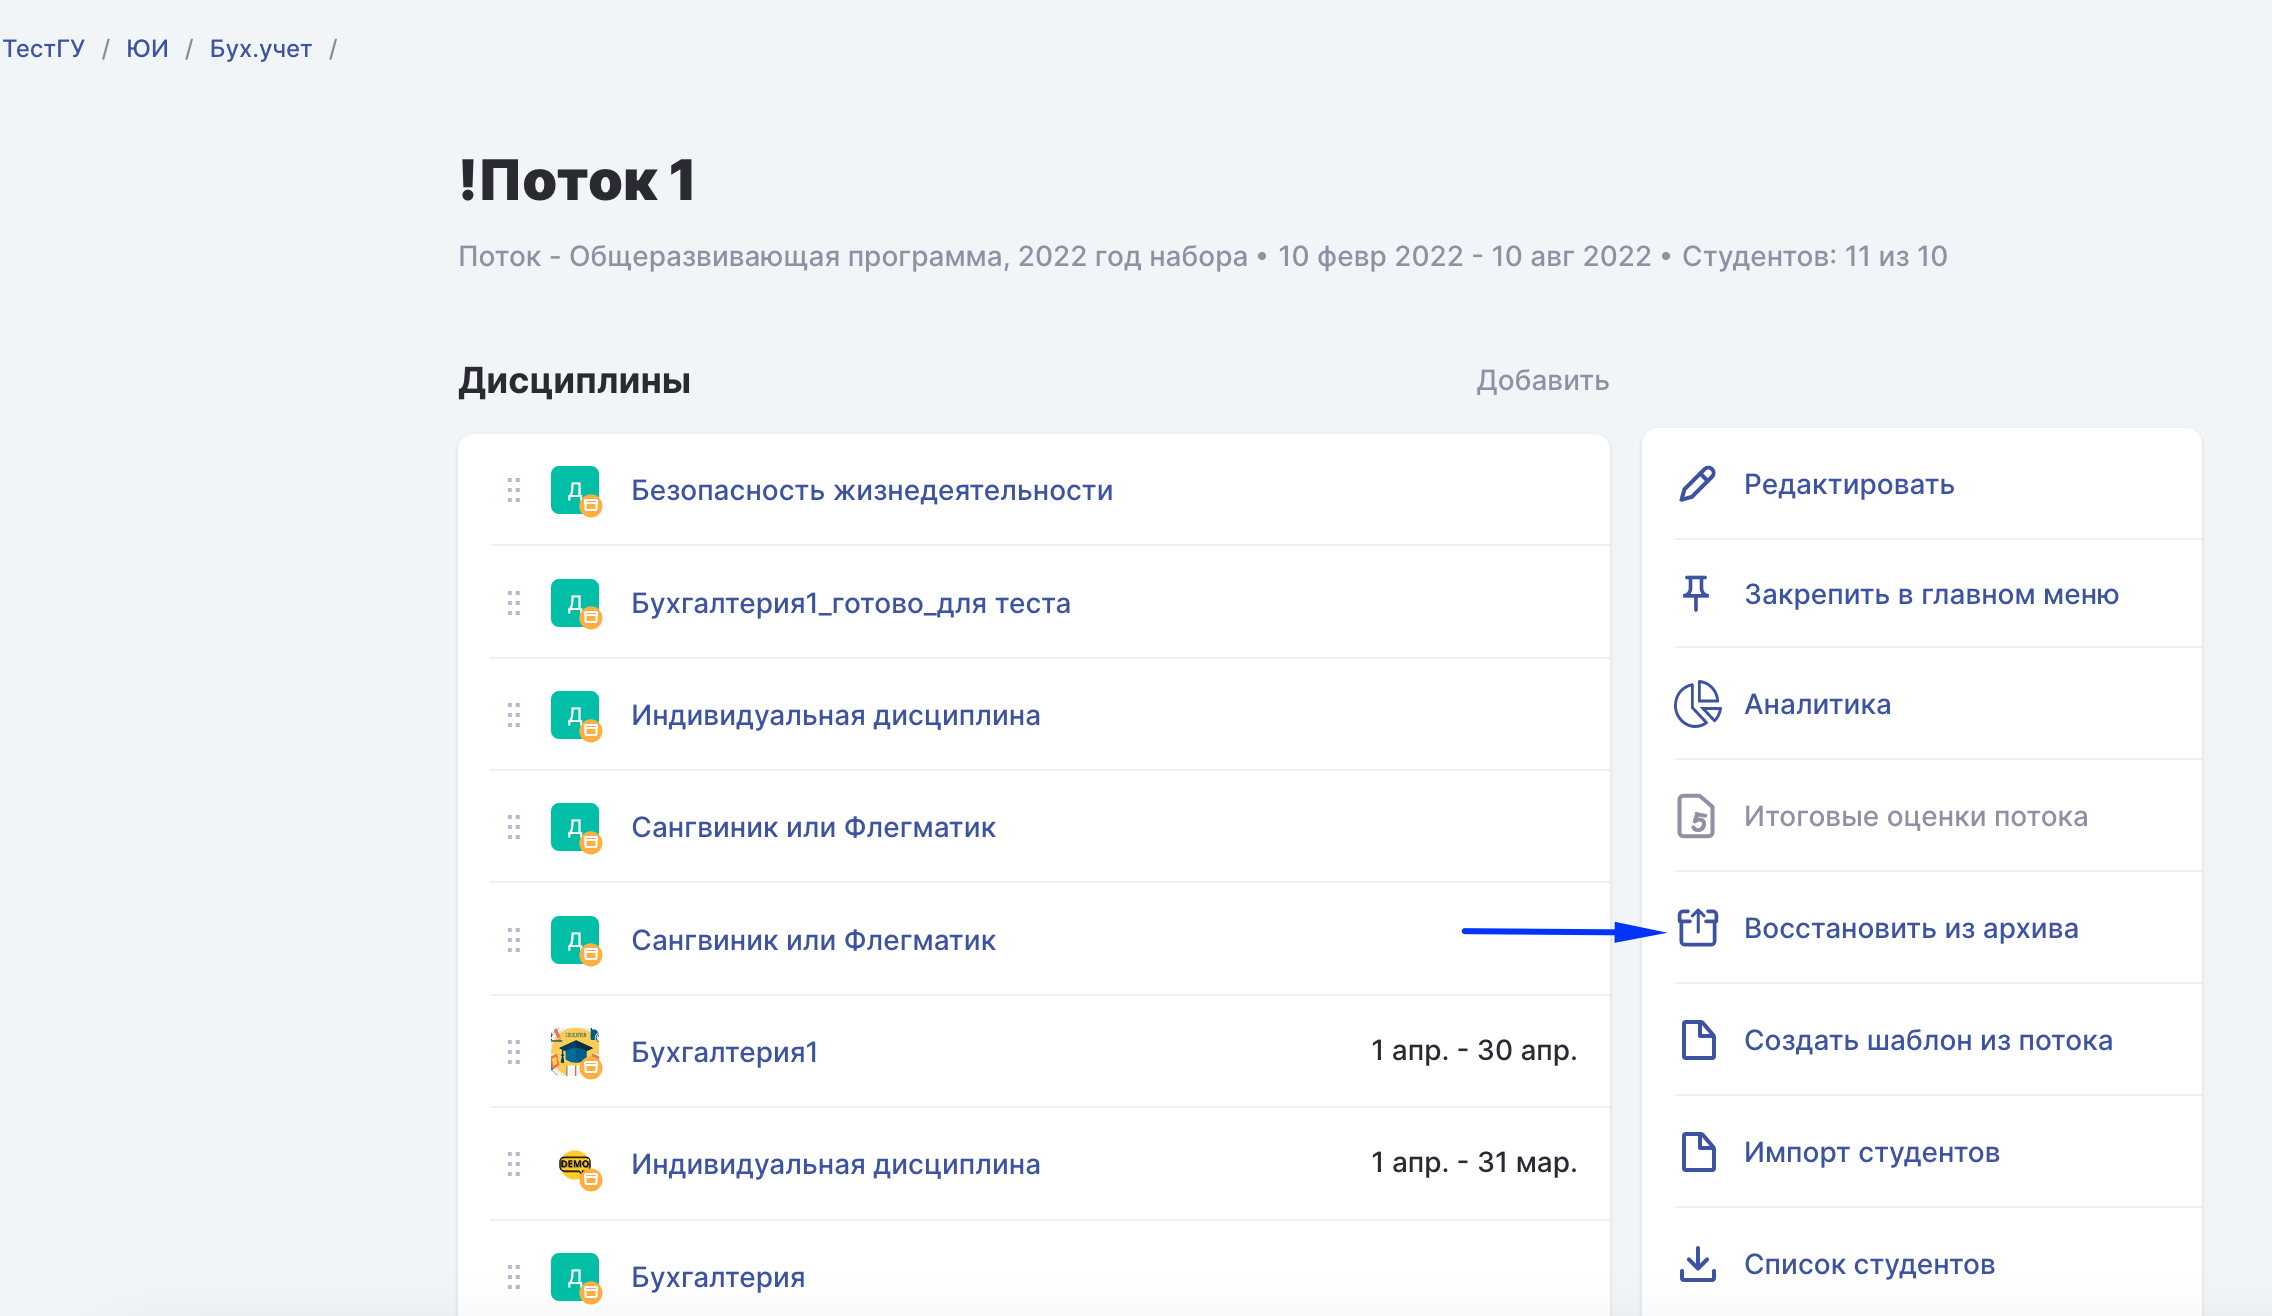 ТестГУ / ЮИ / Бух.учет /
!Поток 1
Поток - Общеразвивающая программа, 2022 год набора • 10 февр 2022 - 10 авг 2022 • Студентов: 11 из 10
Дисциплины
Добавить
Д Безопасность жизнедеятельности
Д Бухгалтерия1_готово_для теста
Д Индивидуальная дисциплина
Д Сангвиник или Флегматик
Д Сангвиник или Флегматик
EDUCATION Бухгалтерия1 1 апр. - 30 апр.
DEMO Индивидуальная дисциплина 1 апр. - 31 мар.
Д Бухгалтерия
Редактировать
Закрепить в главном меню
Аналитика
5 Итоговые оценки потока
Восстановить из архива
Создать шаблон из потока
Импорт студентов
Список студентов